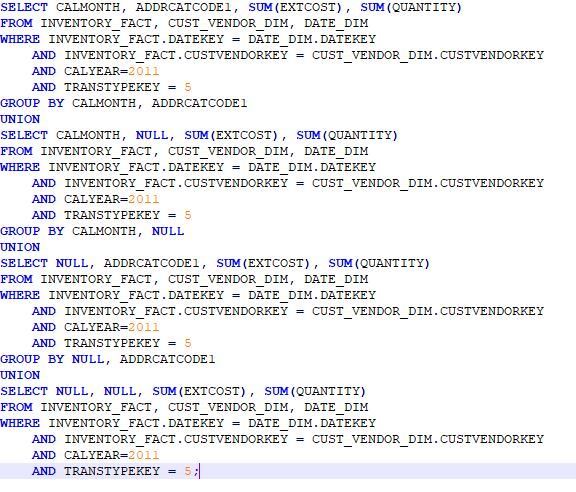 SELECT CALMONTH, ADDRCATCODE1, SUM(EXTCOST), SUM(QUANTITY)
FROM INVENTORY_FACT, CUST_VENDOR_DIM, DATE_DIM
WHERE INVENTORY_FACT.DATEKEY = DATE_DIM.DATEKEY
    AND INVENTORY_FACT.CUSTVENDORKEY = CUST_VENDOR_DIM.CUSTVENDORKEY
    AND CALYEAR=2011
    AND TRANSTYPEKEY = 5
GROUP BY CALMONTH, ADDRCATCODE1
UNION
SELECT CALMONTH, NULL, SUM(EXTCOST), SUM(QUANTITY)
FROM INVENTORY_FACT, CUST_VENDOR_DIM, DATE_DIM
WHERE INVENTORY_FACT.DATEKEY = DATE_DIM.DATEKEY
    AND INVENTORY_FACT.CUSTVENDORKEY = CUST_VENDOR_DIM.CUSTVENDORKEY
    AND CALYEAR=2011
    AND TRANSTYPEKEY = 5
GROUP BY CALMONTH, NULL
UNION
SELECT NULL, ADDRCATCODE1, SUM(EXTCOST), SUM(QUANTITY)
FROM INVENTORY_FACT, CUST_VENDOR_DIM, DATE_DIM
WHERE INVENTORY_FACT.DATEKEY = DATE_DIM.DATEKEY
    AND INVENTORY_FACT.CUSTVENDORKEY = CUST_VENDOR_DIM.CUSTVENDORKEY
    AND CALYEAR=2011
    AND TRANSTYPEKEY = 5
GROUP BY NULL, ADDRCATCODE1
UNION
SELECT NULL, NULL, SUM(EXTCOST), SUM(QUANTITY)
FROM INVENTORY_FACT, CUST_VENDOR_DIM, DATE_DIM
WHERE INVENTORY_FACT.DATEKEY = DATE_DIM.DATEKEY
    AND INVENTORY_FACT.CUSTVENDORKEY = CUST_VENDOR_DIM.CUSTVENDORKEY
    AND CALYEAR=2011
    AND TRANSTYPEKEY = 5;